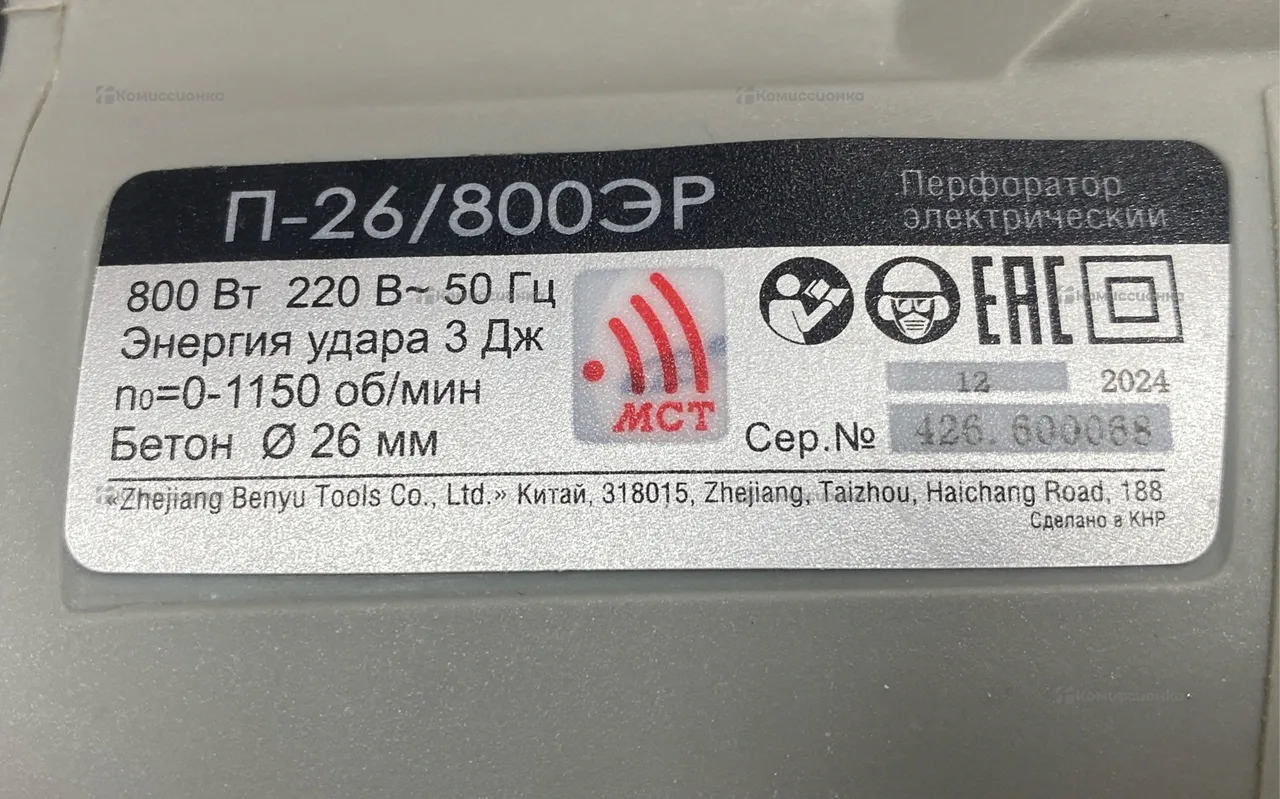 Комиссионка
Комиссионка
П-26/800ЭР
Перфоратор
электрический
800 Вт 220 В~ 50 Гц
Энергия удара 3 Дж
n₀=0-1150 об/мин
Бетон Ø 26 мм
МСТ
EAC
12 2024
Сер.№ 426. 600068
«Zhejiang Benyu Tools Co., Ltd.» Китай, 318015, Zhejiang, Taizhou, Haichang Road, 188
Сделано в КНР
Комиссионка